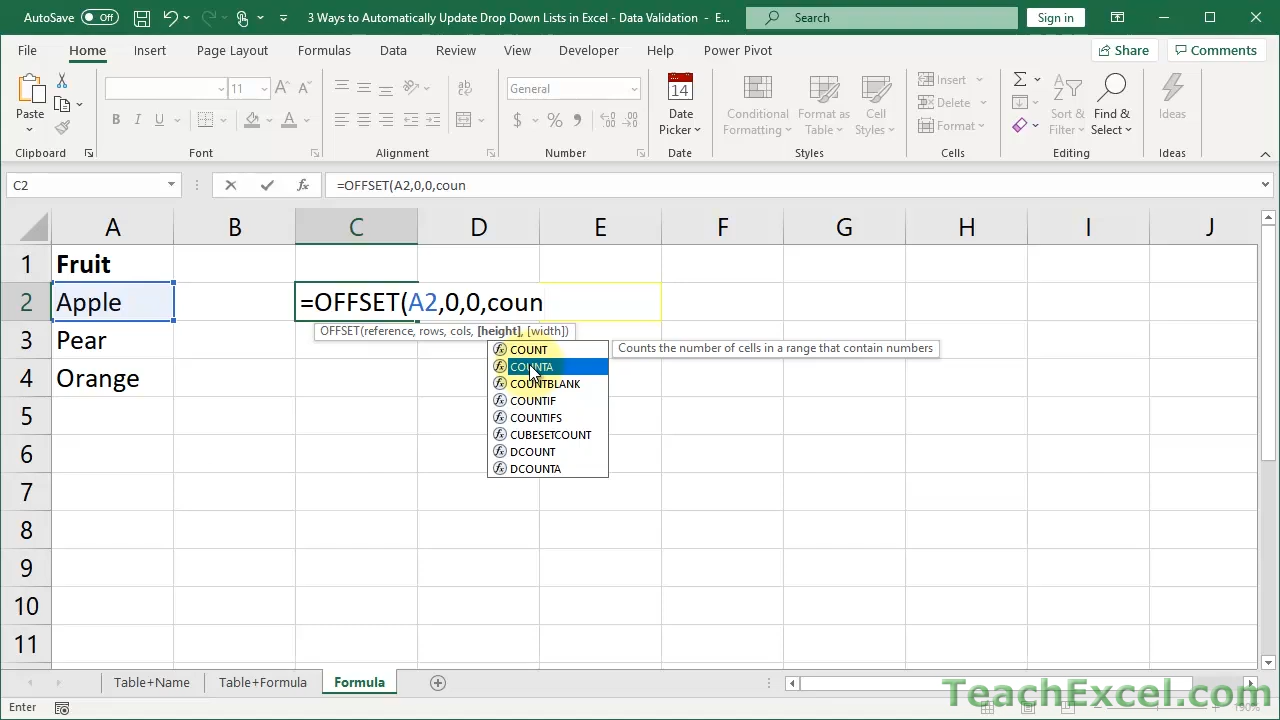 AutoSave Off 3 Ways to Automatically Update Drop Down Lists in Excel - Data Validation - E... Search Sign in
File Home Insert Page Layout Formulas Data Review View Developer Help Power Pivot Share Comments
Paste
Clipboard
11
B I U A
Font
Alignment
General
$ % 9
Number
14
Date Picker
Date
Conditional Formatting
Format as Table
Cell Styles
Styles
Insert
Delete
Format
Cells
Sort & Filter
Find & Select
Editing
Ideas
Ideas
C2 fx =OFFSET(A2,0,0,coun
A B C D E F G H I J
1 Fruit
2 Apple =OFFSET(A2,0,0,coun
OFFSET(reference, rows, cols, [height], [width])
3 Pear
4 Orange
5
6
7
8
9
10
11
COUNT
COUNTA
COUNTBLANK
COUNTIF
COUNTIFS
CUBESETCOUNT
DCOUNT
DCOUNTA
Counts the number of cells in a range that contain numbers
Table+Name Table+Formula Formula
Enter
190%
TeachExcel.com